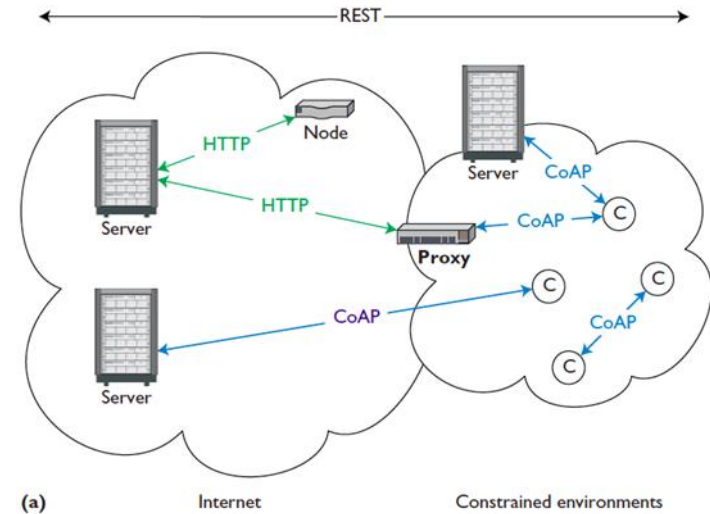 REST
HTTP
Node
Server
HTTP
Server
CoAP
CoAP
C
Proxy
C
C
CoAP
CoAP
C
Server
(a)
Internet
Constrained environments